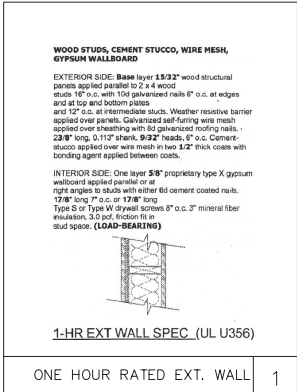 WOOD STUDS, CEMENT STUCCO, WIRE MESH,
GYPSUM WALLBOARD
EXTERIOR SIDE: Base layer 15/32" wood structural
panels applied parallel to 2 x 4 wood
studs 16" o.c. with 10d galvanized nails 6" o.c. at edges
and at top and bottom plates
and 12" o.c. at intermediate studs. Weather resistive barrier
applied over panels. Galvanized self-furring wire mesh
applied over sheathing with 8d galvanized roofing nails,
23/8" long, 0.113" shank. 9/32" heads, 6" o.c. Cement-
stucco applied over wire mesh in two 1/2" thick coats with
bonding agent applied between coats.
INTERIOR SIDE: One layer 5/8" proprietary type X gypsum
wallboard applied parallel or at
right angles to studs with either 6d cement coated nails.
17/8" long 7" o.c. or 17/8" long
Type S or Type W drywall screws 8" o.c. 3" mineral fiber
insulation, 3.0 pcf, friction fit in
stud space. (LOAD-BEARING)
1-HR EXT WALL SPEC (UL U356)
ONE HOUR RATED EXT. WALL 1